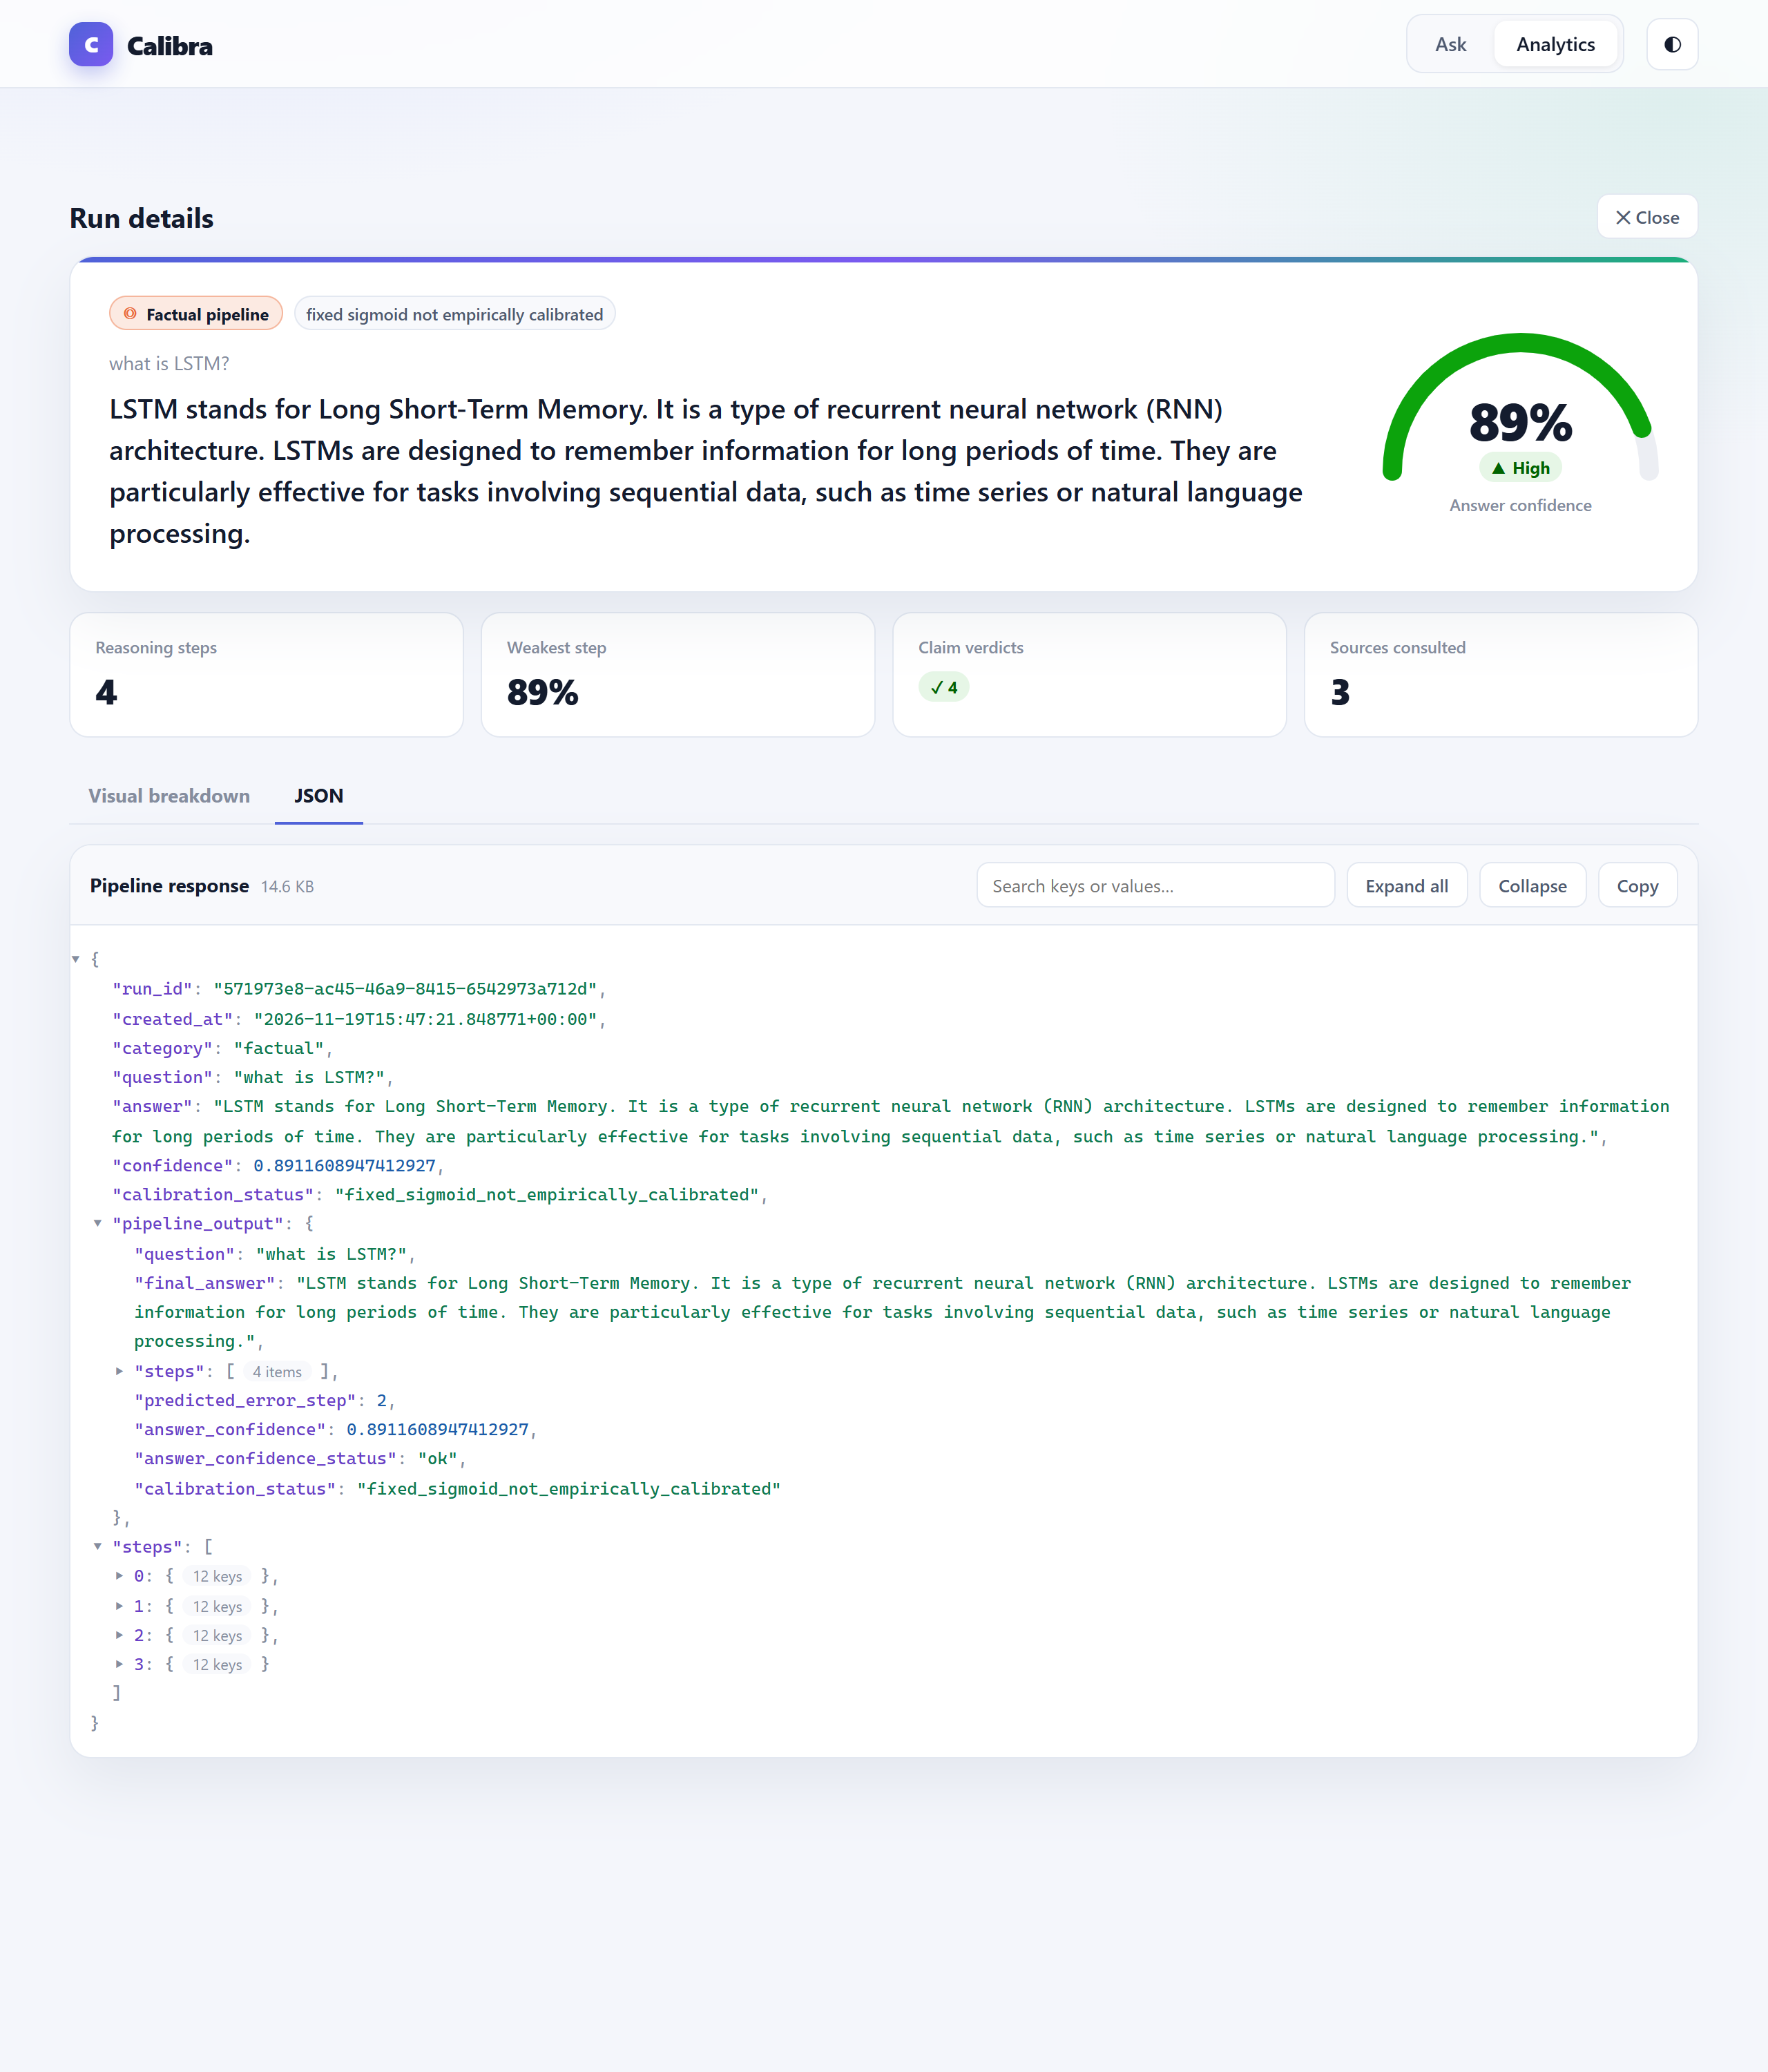 C Calibra
Ask
Analytics
Run details
✕ Close
Factual pipeline
fixed sigmoid not empirically calibrated
what is LSTM?
LSTM stands for Long Short-Term Memory. It is a type of recurrent neural network (RNN)
architecture. LSTMs are designed to remember information for long periods of time. They are
particularly effective for tasks involving sequential data, such as time series or natural language
processing.
89%
▲ High
Answer confidence
Reasoning steps
4
Weakest step
89%
Claim verdicts
✓ 4
Sources consulted
3
Visual breakdown
JSON
Pipeline response 14.6 KB
Search keys or values...
Expand all
Collapse
Copy
{
"run_id": "571973e8-ac45-46a9-8415-6542973a712d",
"created_at": "2026-11-19T15:47:21.848771+00:00",
"category": "factual",
"question": "what is LSTM?",
"answer": "LSTM stands for Long Short-Term Memory. It is a type of recurrent neural network (RNN) architecture. LSTMs are designed to remember information
for long periods of time. They are particularly effective for tasks involving sequential data, such as time series or natural language processing.",
"confidence": 0.8911608947412927,
"calibration_status": "fixed_sigmoid_not_empirically_calibrated",
"pipeline_output": {
"question": "what is LSTM?",
"final_answer": "LSTM stands for Long Short-Term Memory. It is a type of recurrent neural network (RNN) architecture. LSTMs are designed to remember
information for long periods of time. They are particularly effective for tasks involving sequential data, such as time series or natural language
processing.",
"steps": [ 4 items ],
"predicted_error_step": 2,
"answer_confidence": 0.8911608947412927,
"answer_confidence_status": "ok",
"calibration_status": "fixed_sigmoid_not_empirically_calibrated"
},
"steps": [
0: { 12 keys },
1: { 12 keys },
2: { 12 keys },
3: { 12 keys }
]
}